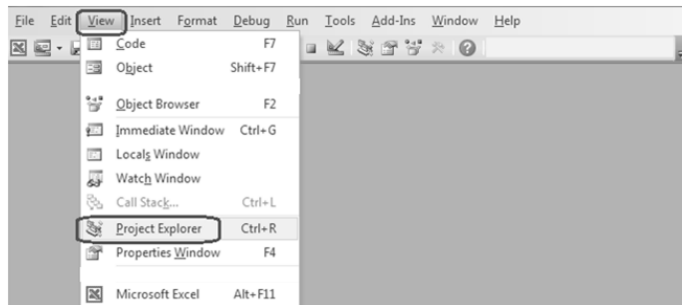 File Edit View Insert Format Debug Run Tools Add-Ins Window Help
Code F7
Object Shift+F7
Object Browser F2
Immediate Window Ctrl+G
Locals Window
Watch Window
Call Stack... Ctrl+L
Project Explorer Ctrl+R
Properties Window F4
Microsoft Excel Alt+F11